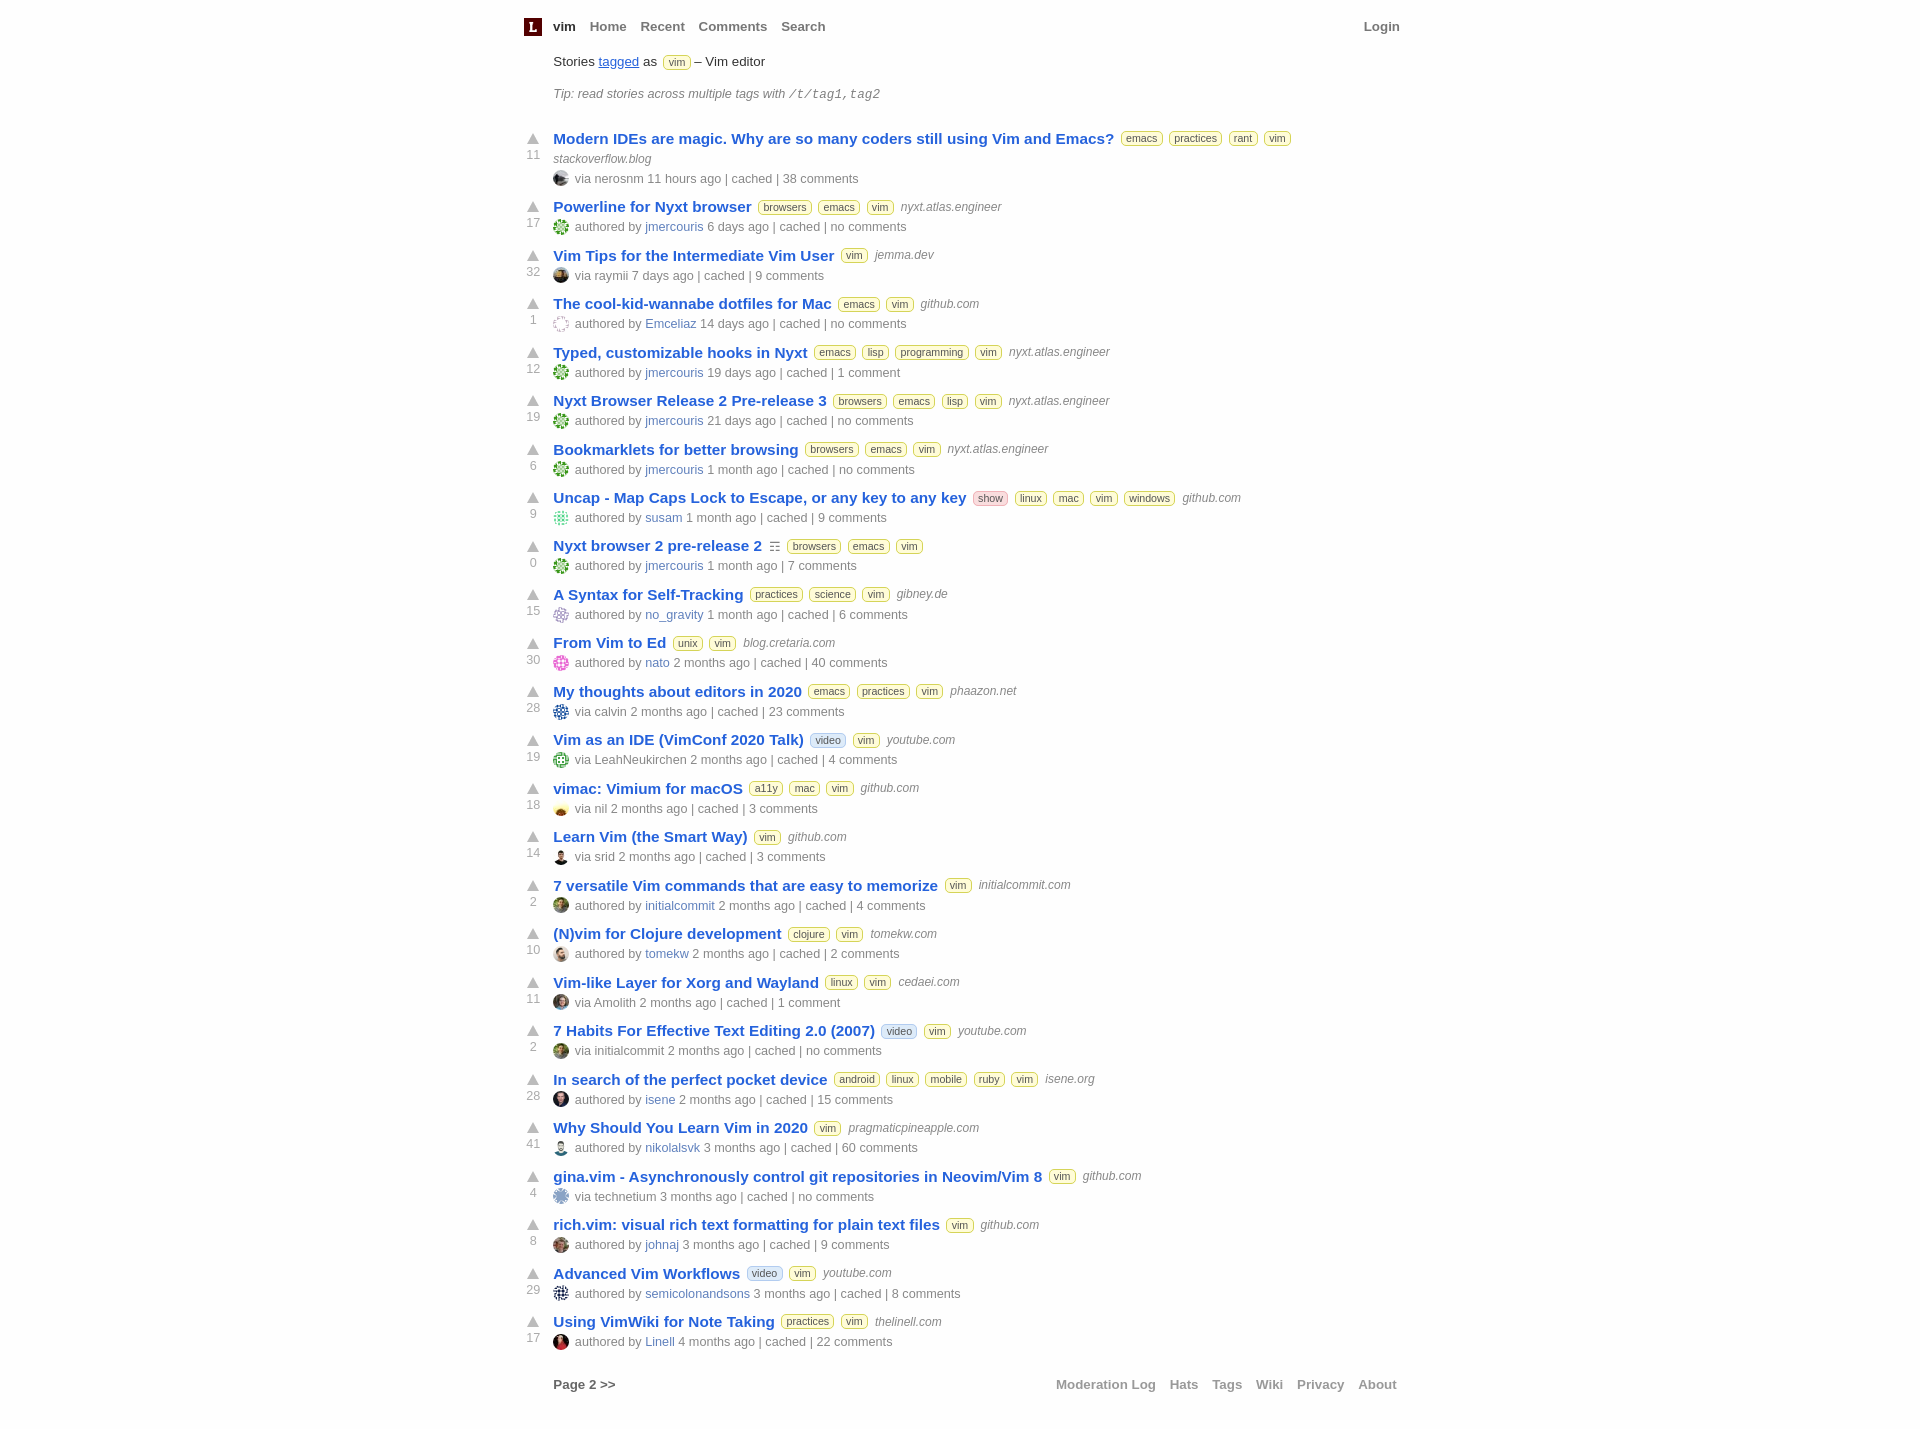 L vim Home Recent Comments Search Login
Stories tagged as vim – Vim editor
Tip: read stories across multiple tags with /t/tag1,tag2
Modern IDEs are magic. Why are so many coders still using Vim and Emacs? emacs practices rant vim
11
stackoverflow.blog
via nerosnm 11 hours ago | cached | 38 comments
Powerline for Nyxt browser browsers emacs vim nyxt.atlas.engineer
17
authored by jmercouris 6 days ago | cached | no comments
Vim Tips for the Intermediate Vim User vim jemma.dev
32
via raymii 7 days ago | cached | 9 comments
The cool-kid-wannabe dotfiles for Mac emacs vim github.com
1
authored by Emceliaz 14 days ago | cached | no comments
Typed, customizable hooks in Nyxt emacs lisp programming vim nyxt.atlas.engineer
12
authored by jmercouris 19 days ago | cached | 1 comment
Nyxt Browser Release 2 Pre-release 3 browsers emacs lisp vim nyxt.atlas.engineer
19
authored by jmercouris 21 days ago | cached | no comments
Bookmarklets for better browsing browsers emacs vim nyxt.atlas.engineer
6
authored by jmercouris 1 month ago | cached | no comments
Uncap - Map Caps Lock to Escape, or any key to any key show linux mac vim windows github.com
9
authored by susam 1 month ago | cached | 9 comments
Nyxt browser 2 pre-release 2 ☶ browsers emacs vim
0
authored by jmercouris 1 month ago | 7 comments
A Syntax for Self-Tracking practices science vim gibney.de
15
authored by no_gravity 1 month ago | cached | 6 comments
From Vim to Ed unix vim blog.cretaria.com
30
authored by nato 2 months ago | cached | 40 comments
My thoughts about editors in 2020 emacs practices vim phaazon.net
28
via calvin 2 months ago | cached | 23 comments
Vim as an IDE (VimConf 2020 Talk) video vim youtube.com
19
via LeahNeukirchen 2 months ago | cached | 4 comments
vimac: Vimium for macOS a11y mac vim github.com
18
via nil 2 months ago | cached | 3 comments
Learn Vim (the Smart Way) vim github.com
14
via srid 2 months ago | cached | 3 comments
7 versatile Vim commands that are easy to memorize vim initialcommit.com
2
authored by initialcommit 2 months ago | cached | 4 comments
(N)vim for Clojure development clojure vim tomekw.com
10
authored by tomekw 2 months ago | cached | 2 comments
Vim-like Layer for Xorg and Wayland linux vim cedaei.com
11
via Amolith 2 months ago | cached | 1 comment
7 Habits For Effective Text Editing 2.0 (2007) video vim youtube.com
2
via initialcommit 2 months ago | cached | no comments
In search of the perfect pocket device android linux mobile ruby vim isene.org
28
authored by isene 2 months ago | cached | 15 comments
Why Should You Learn Vim in 2020 vim pragmaticpineapple.com
41
authored by nikolalsvk 3 months ago | cached | 60 comments
gina.vim - Asynchronously control git repositories in Neovim/Vim 8 vim github.com
4
via technetium 3 months ago | cached | no comments
rich.vim: visual rich text formatting for plain text files vim github.com
8
authored by johnaj 3 months ago | cached | 9 comments
Advanced Vim Workflows video vim youtube.com
29
authored by semicolonandsons 3 months ago | cached | 8 comments
Using VimWiki for Note Taking practices vim thelinell.com
17
authored by Linell 4 months ago | cached | 22 comments
Page 2 >> Moderation Log Hats Tags Wiki Privacy About